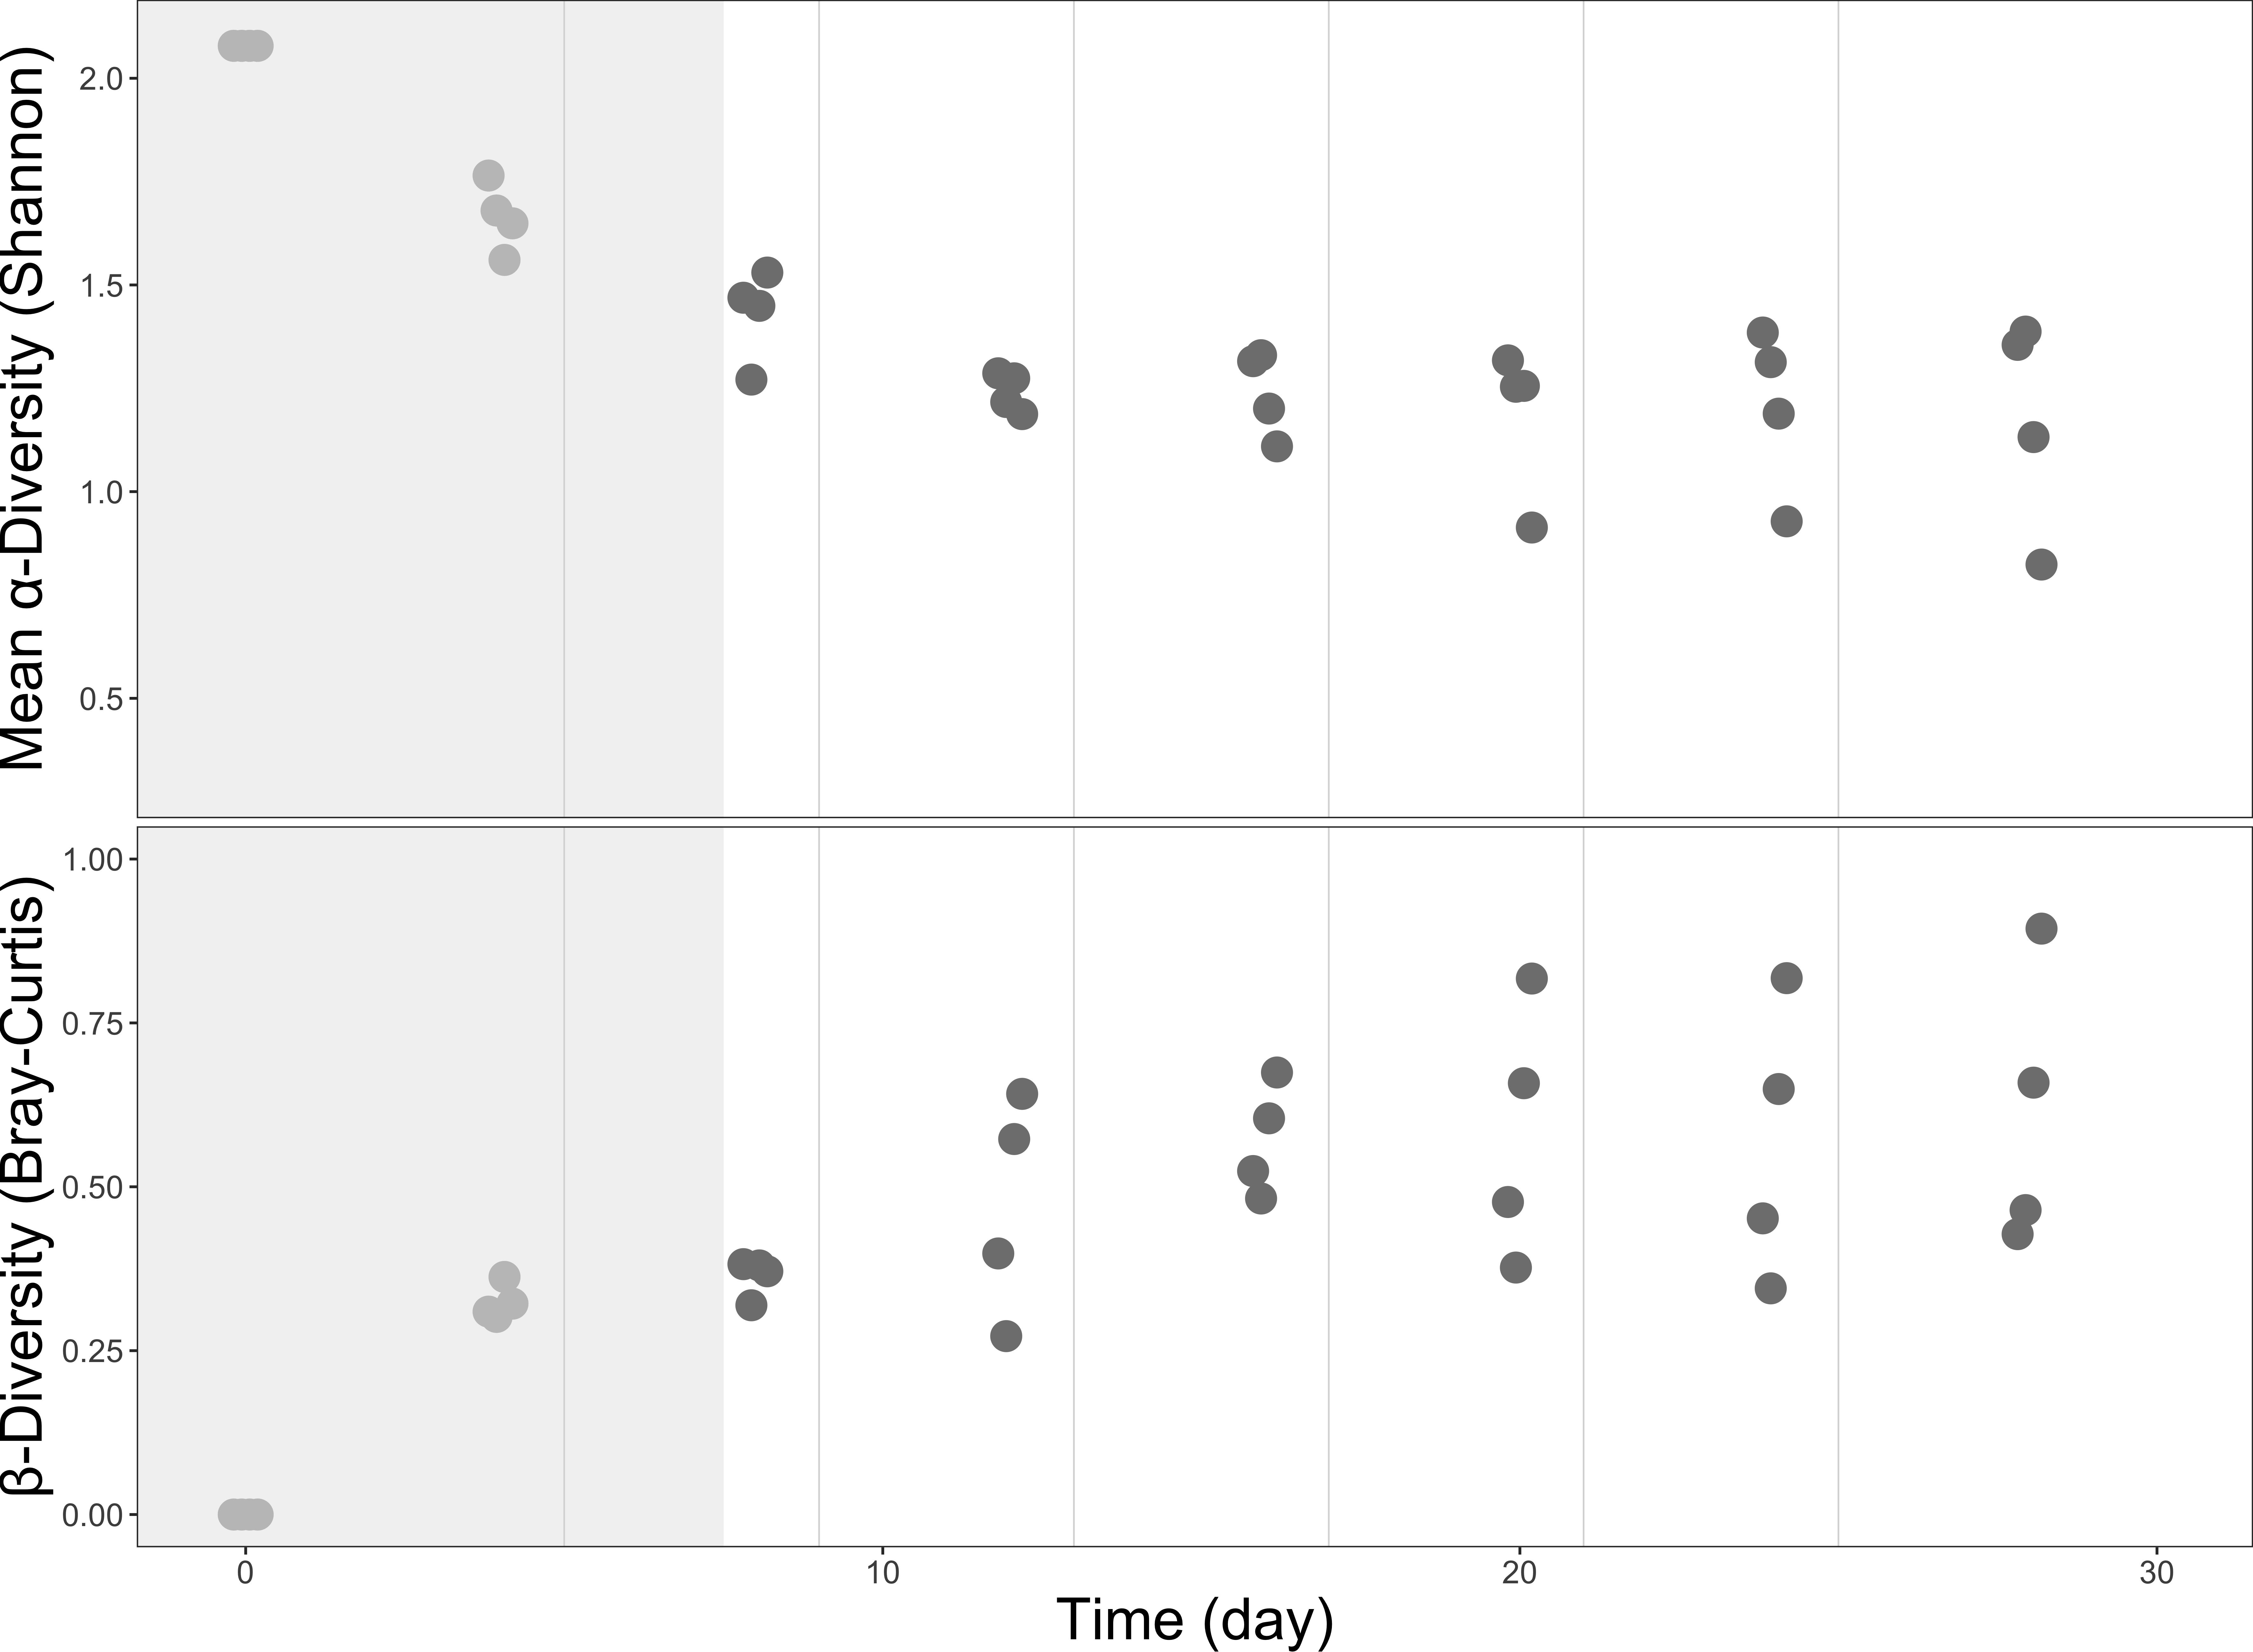 Mean α-Diversity (Shannon)
2.0
1.5
1.0
0.5
β-Diversity (Bray-Curtis)
1.00
0.75
0.50
0.25
0.00
0 10 20 30
Time (day)